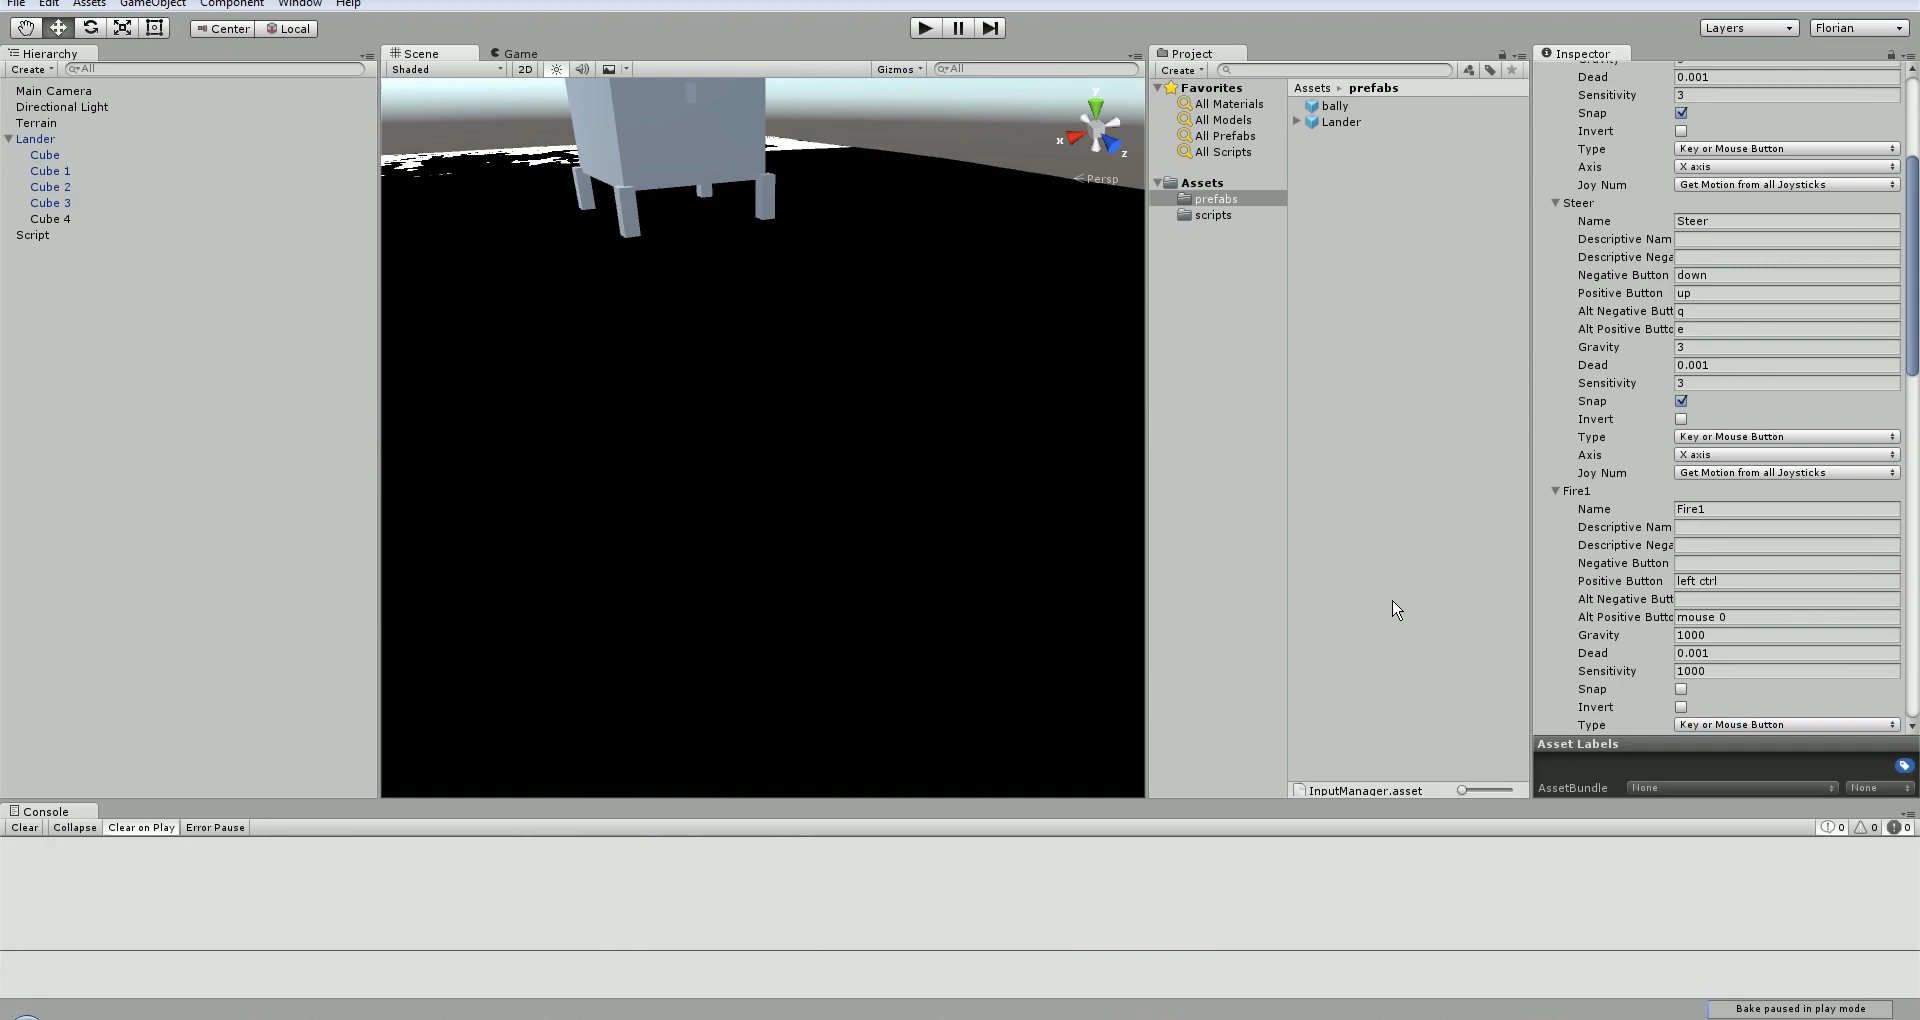 File Edit Assets GameObject Component Window Help
Center Local
Layers Florian
Hierarchy
Create All
Main Camera
Directional Light
Terrain
Lander
Cube
Cube 1
Cube 2
Cube 3
Cube 4
Script
Scene Game
Shaded 2D Gizmos All
y
x
z
Persp
Project
Create
Favorites
All Materials
All Models
All Prefabs
All Scripts
Assets
prefabs
scripts
Assets prefabs
bally
Lander
InputManager.asset
Inspector
Dead 0.001
Sensitivity 3
Snap
Invert
Type Key or Mouse Button
Axis X axis
Joy Num Get Motion from all Joysticks
Steer
Name Steer
Descriptive Nam
Descriptive Nega
Negative Button down
Positive Button up
Alt Negative Butt q
Alt Positive Butto e
Gravity 3
Dead 0.001
Sensitivity 3
Snap
Invert
Type Key or Mouse Button
Axis X axis
Joy Num Get Motion from all Joysticks
Fire1
Name Fire1
Descriptive Nam
Descriptive Nega
Negative Button
Positive Button left ctrl
Alt Negative Butt
Alt Positive Butto mouse 0
Gravity 1000
Dead 0.001
Sensitivity 1000
Snap
Invert
Type Key or Mouse Button
Asset Labels
AssetBundle None None
Console
Clear Collapse Clear on Play Error Pause 0 0 0
Bake paused in play mode